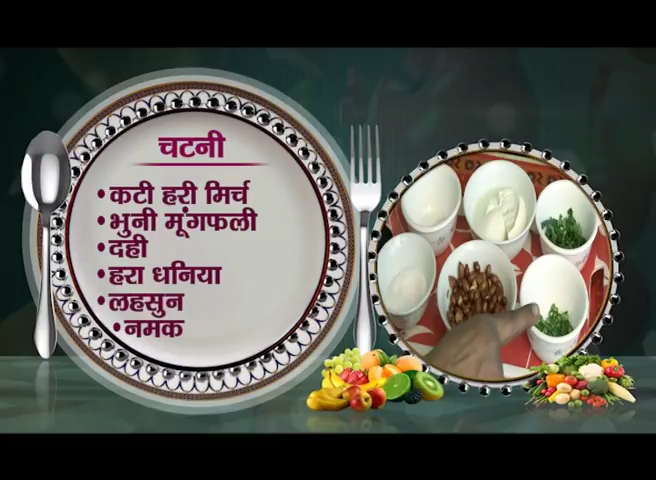 चटनी
•कटी हरी मिर्च
•भुनी मूंगफली
•दही
•हरा धनिया
•लहसुन
•नमक